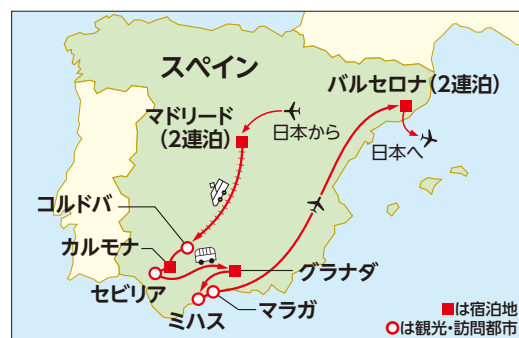 スペイン
バルセロナ(2連泊)
マドリード
(2連泊)
日本から
日本へ
コルドバ
カルモナ
グラナダ
セビリア
マラガ
ミハス
■は宿泊地
○は観光・訪問都市